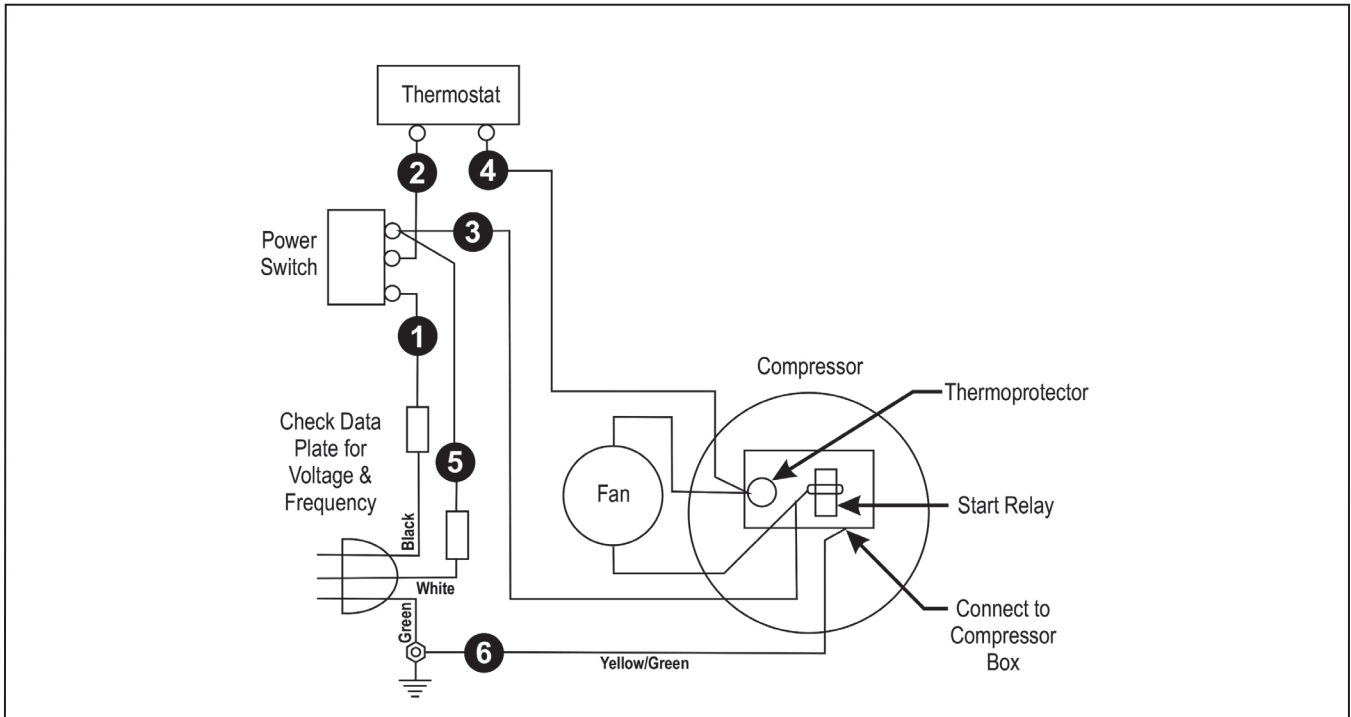 Thermostat
2
4
3
Power
Switch
1
Compressor
Thermoprotector
Check Data
Plate for
Voltage &
Frequency
5
Fan
Start Relay
Black
White
Green
Connect to
Compressor
Box
6
Yellow/Green